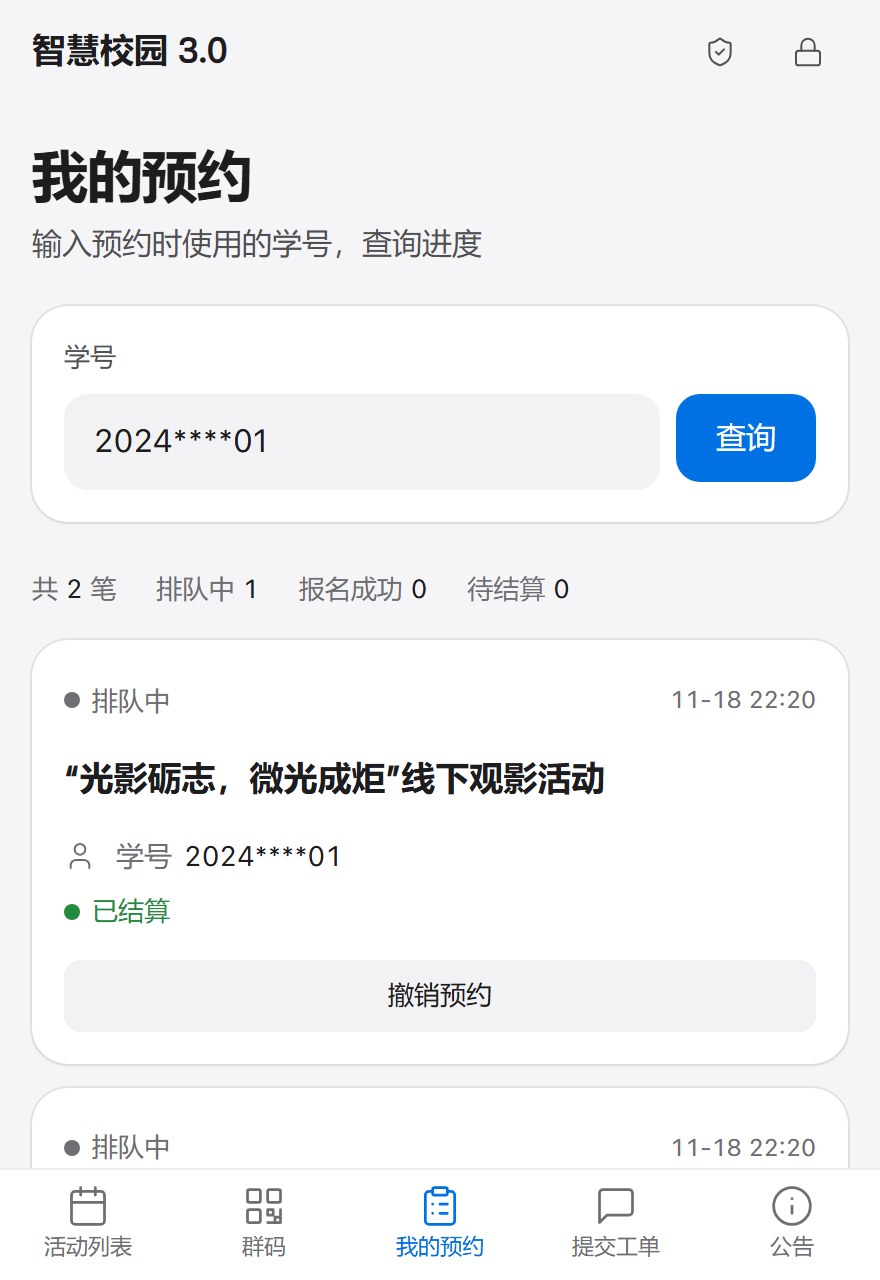 智慧校园 3.0
我的预约
输入预约时使用的学号，查询进度
学号
2024****01
查询
共 2 笔 排队中 1 报名成功 0 待结算 0
排队中 11-18 22:20
“光影砺志，微光成炬”线下观影活动
学号 2024****01
已结算
撤销预约
排队中 11-18 22:20
活动列表 群码 我的预约 提交工单 公告